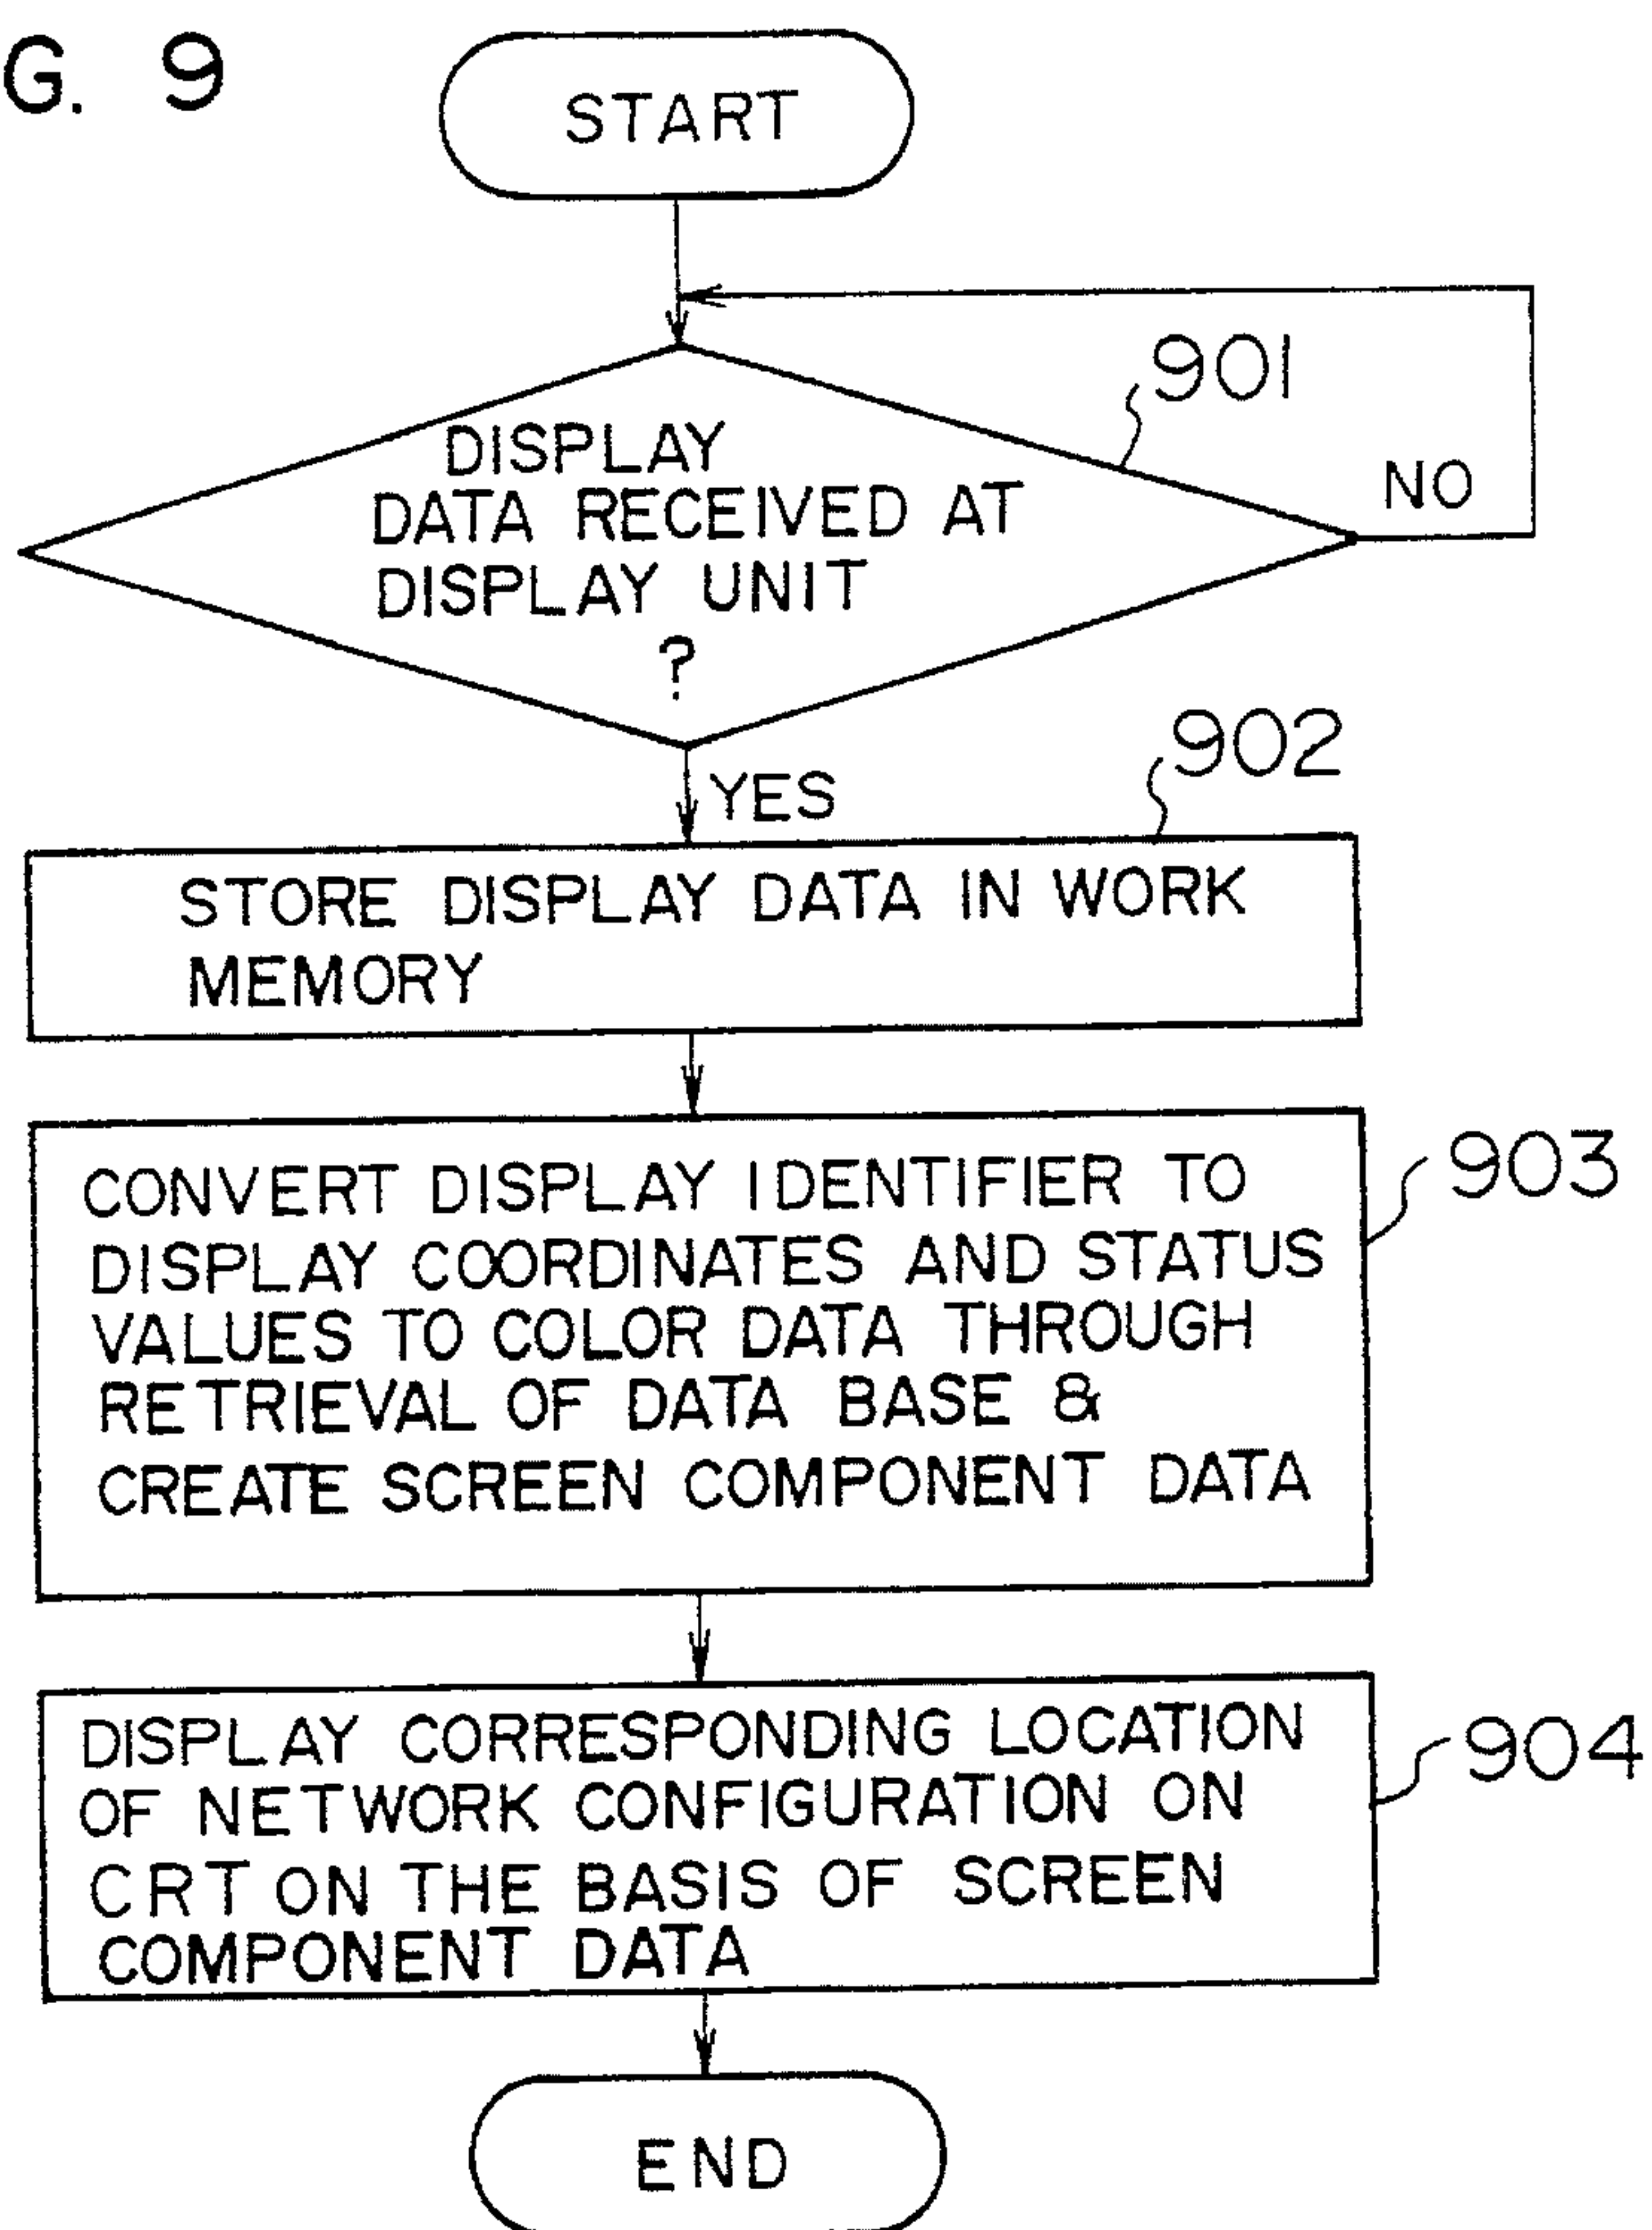 G. 9
START
901
DISPLAY
DATA RECEIVED AT
DISPLAY UNIT
?
NO
YES
902
STORE DISPLAY DATA IN WORK
MEMORY
903
CONVERT DISPLAY IDENTIFIER TO
DISPLAY COORDINATES AND STATUS
VALUES TO COLOR DATA THROUGH
RETRIEVAL OF DATA BASE &
CREATE SCREEN COMPONENT DATA
904
DISPLAY CORRESPONDING LOCATION
OF NETWORK CONFIGURATION ON
CRT ON THE BASIS OF SCREEN
COMPONENT DATA
END